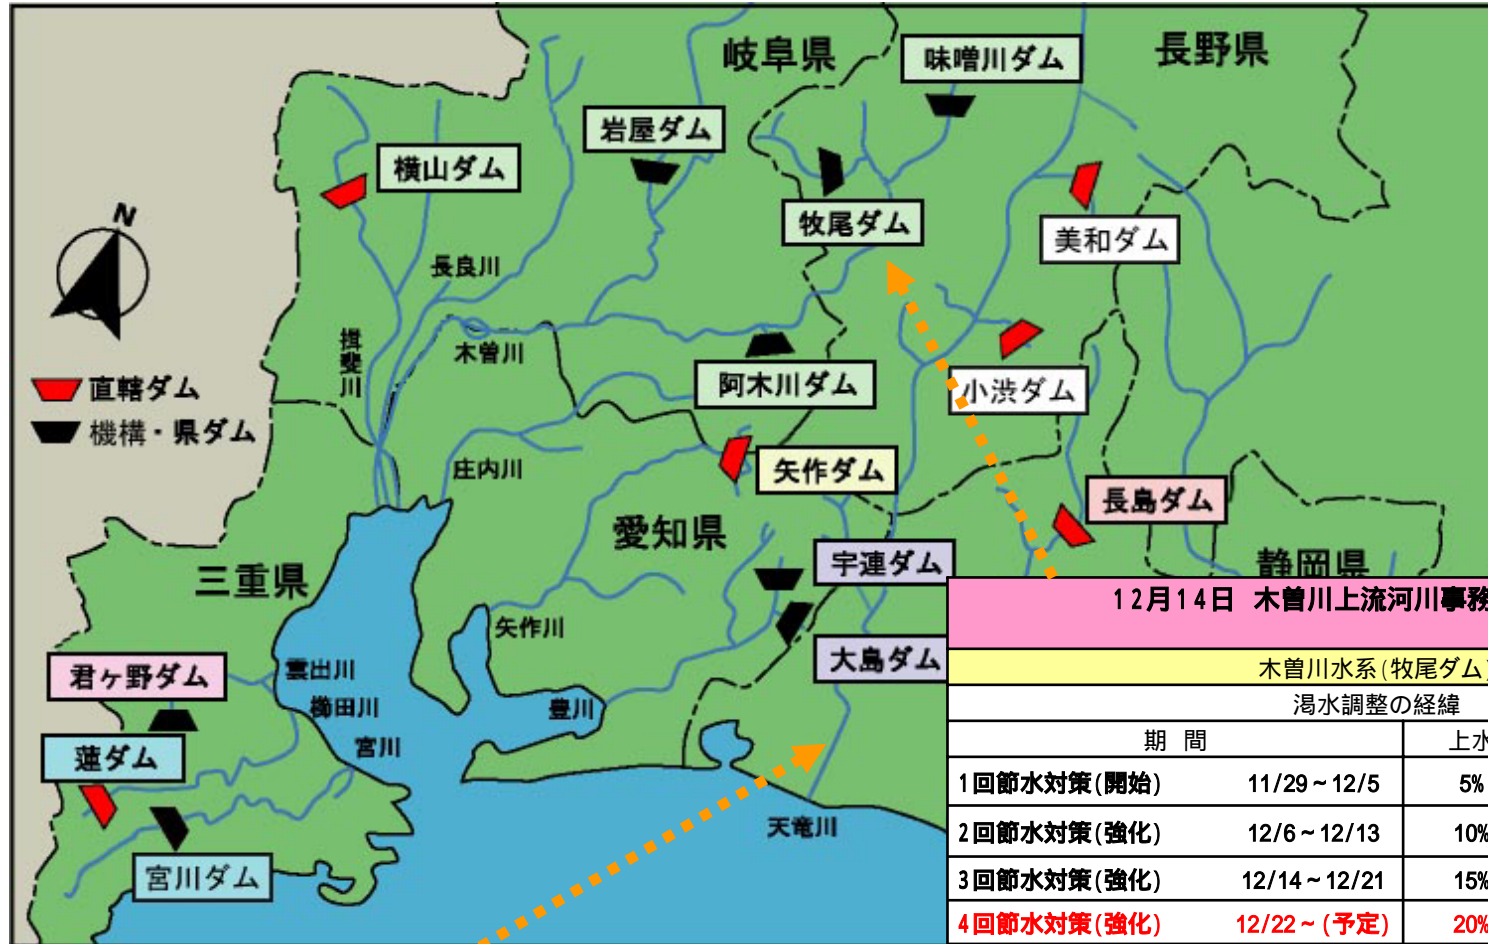 岐阜県
長野県
味噌川ダム
岩屋ダム
横山ダム
牧尾ダム
美和ダム
N
長良川
揖斐川
木曽川
直轄ダム
機構・県ダム
阿木川ダム
小渋ダム
庄内川
矢作ダム
長島ダム
愛知県
宇連ダム
静岡県
三重県
矢作川
大島ダム
君ヶ野ダム
雲出川
櫛田川
豊川
宮川
蓮ダム
天竜川
宮川ダム
12月14日 木曽川上流河川事務
木曽川水系(牧尾ダム)
渇水調整の経緯
期 間 上水
1回節水対策(開始) 11/29~12/5 5%
2回節水対策(強化) 12/6~12/13 10%
3回節水対策(強化) 12/14~12/21 15%
4回節水対策(強化) 12/22~(予定) 20%